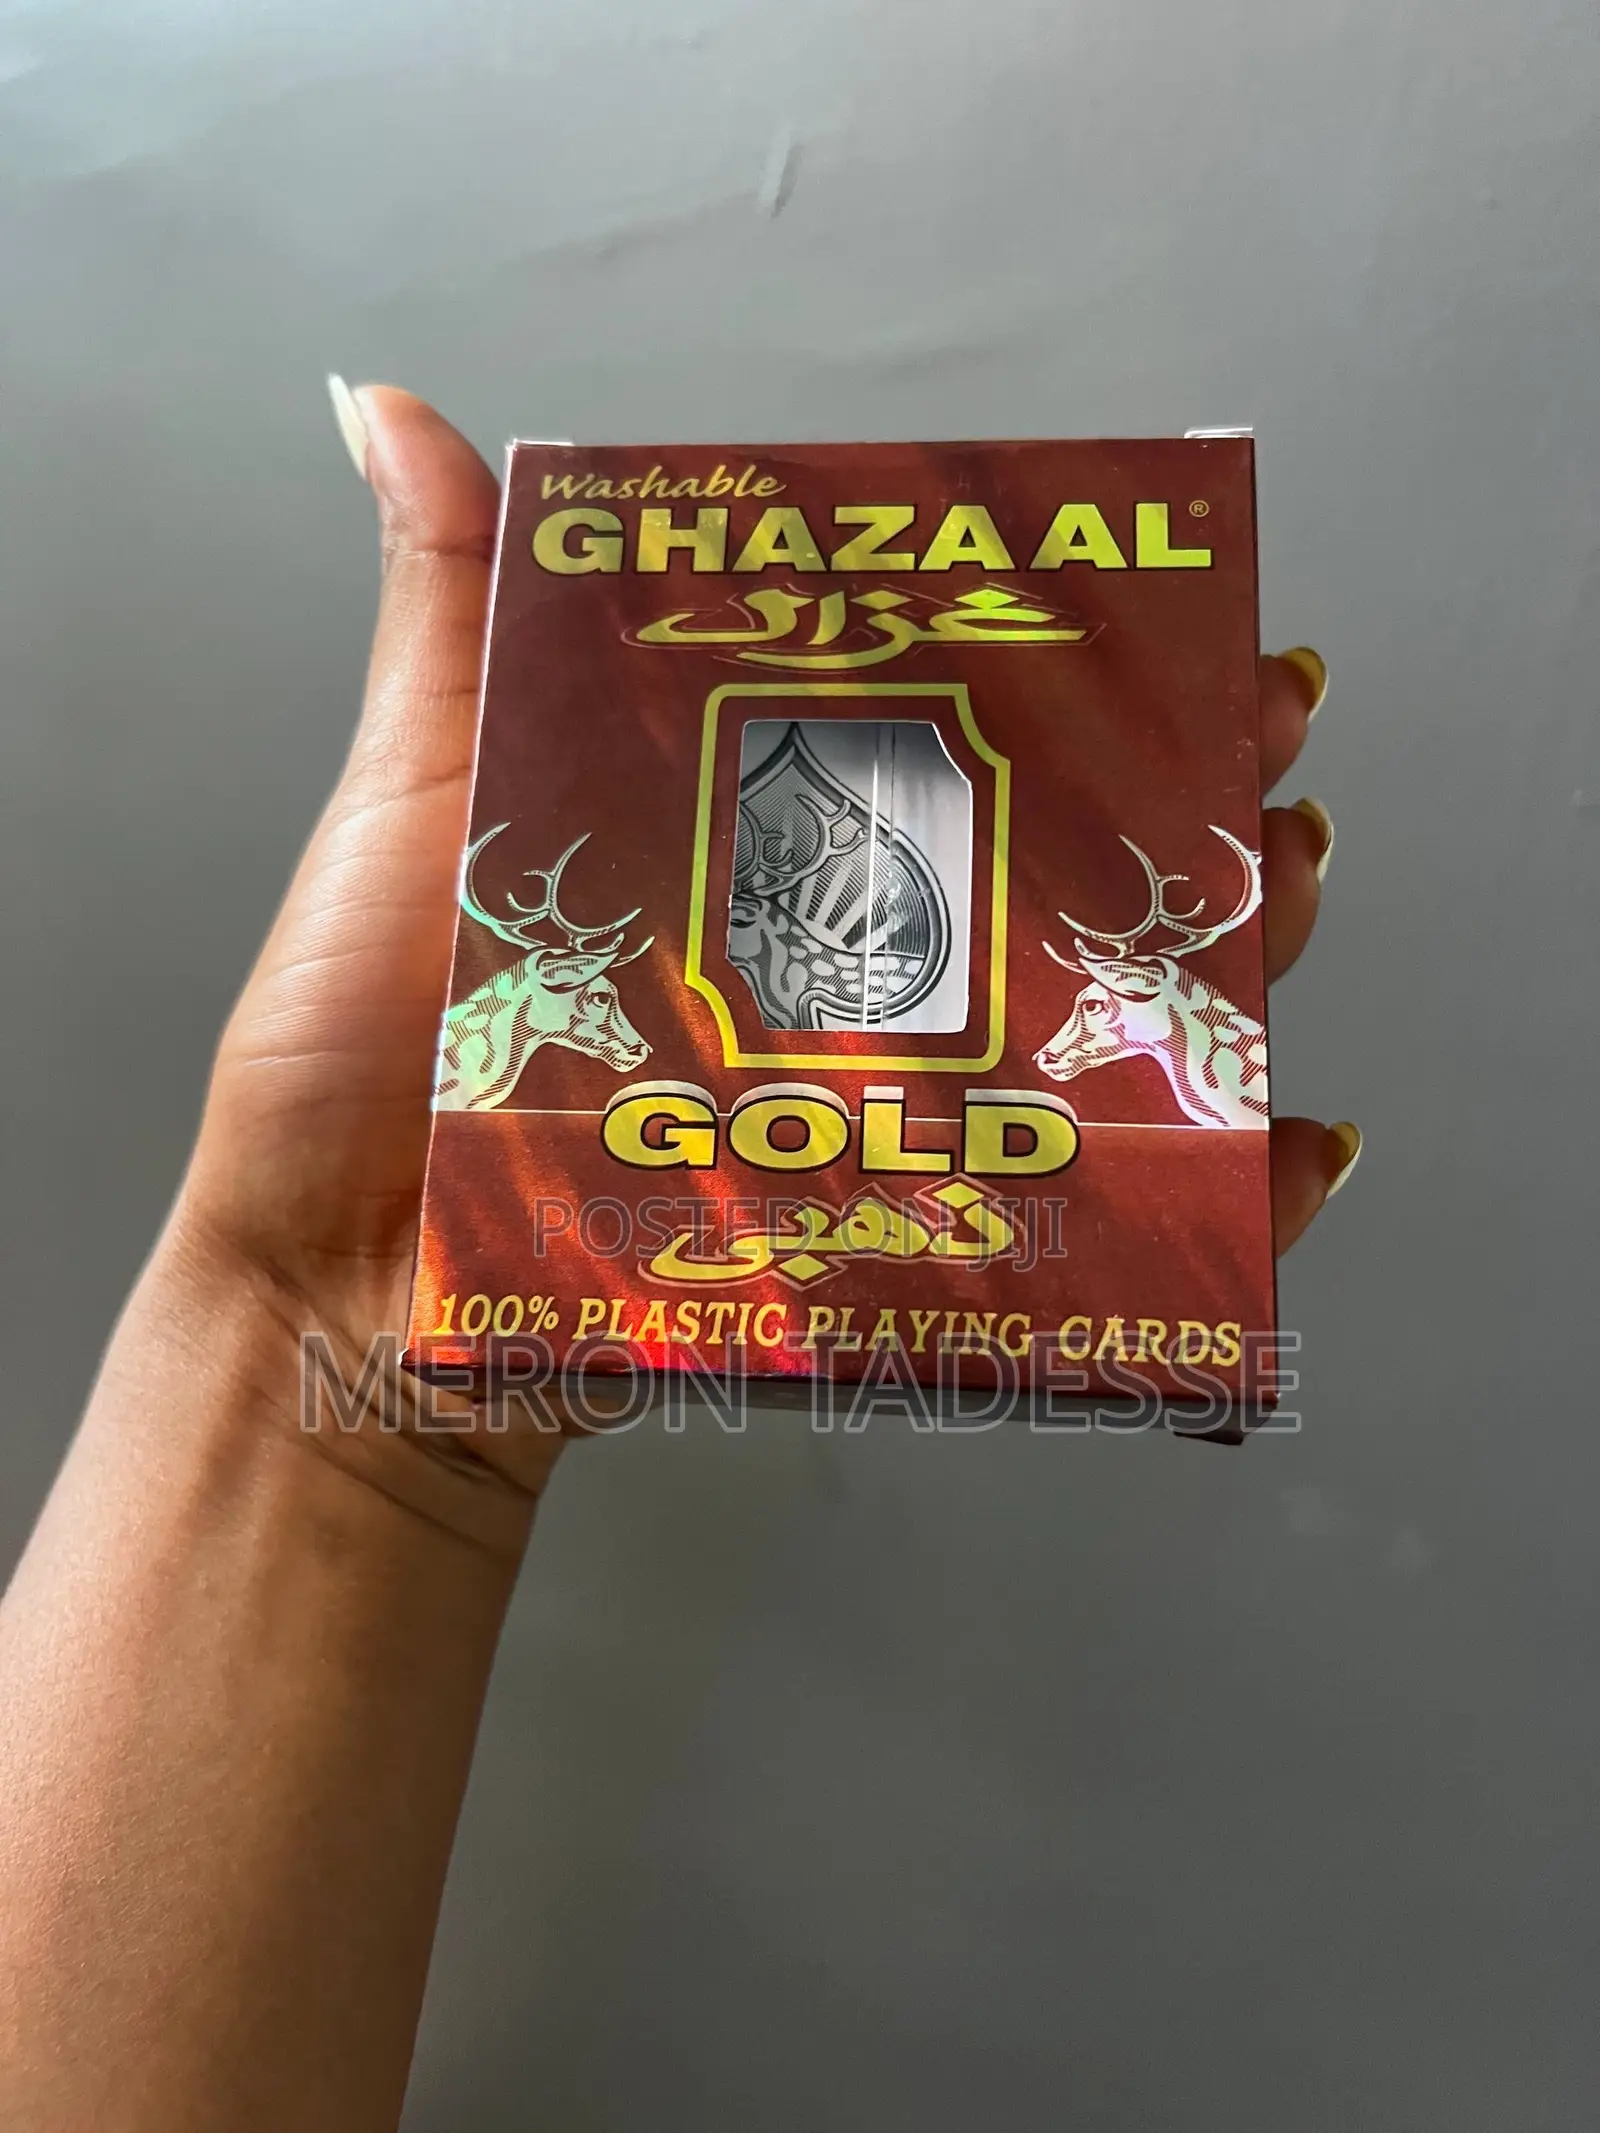 Washable
GHAZAAL®
غزال
GOLD
ذهبي
POSTED ON JIJI
100% PLASTIC PLAYING CARDS
MERON TADESSE